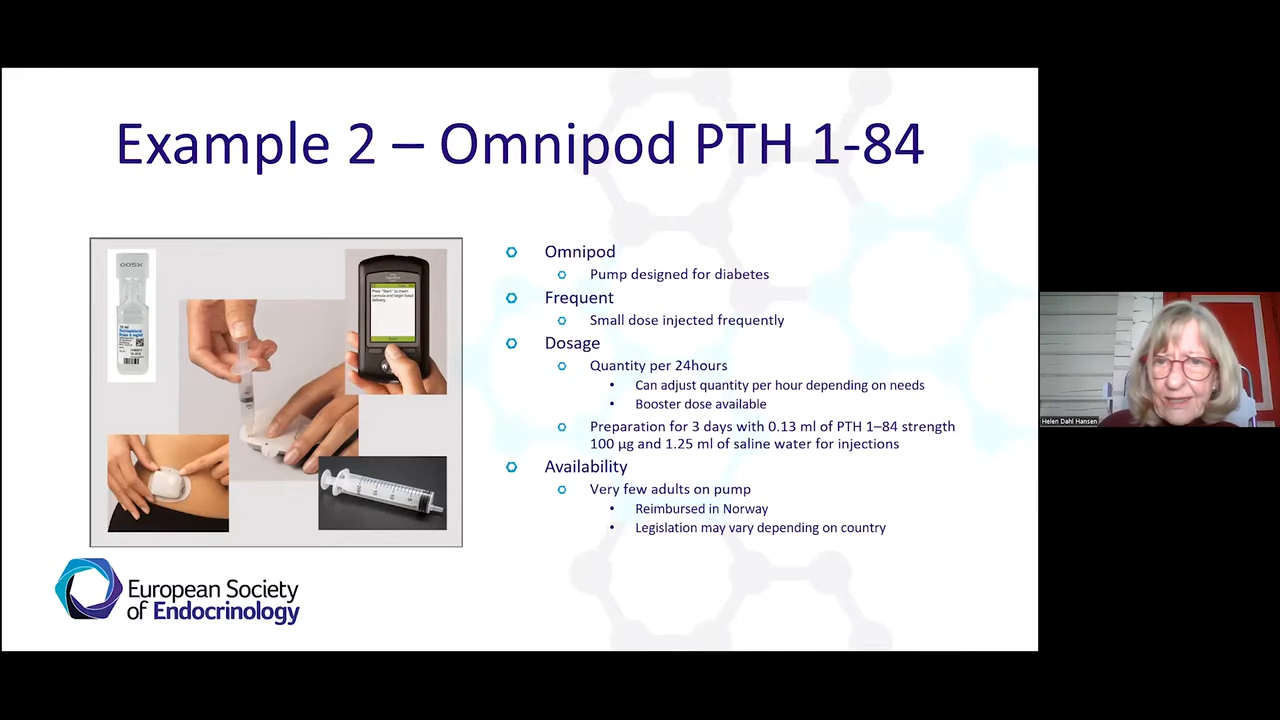 Example 2 – Omnipod PTH 1-84
Omnipod
Pump designed for diabetes
Frequent
Small dose injected frequently
Dosage
Quantity per 24hours
Can adjust quantity per hour depending on needs
Booster dose available
Preparation for 3 days with 0.13 ml of PTH 1–84 strength
100 µg and 1.25 ml of saline water for injections
Availability
Very few adults on pump
Reimbursed in Norway
Legislation may vary depending on country
European Society
of Endocrinology
Helen Dahl Hansen